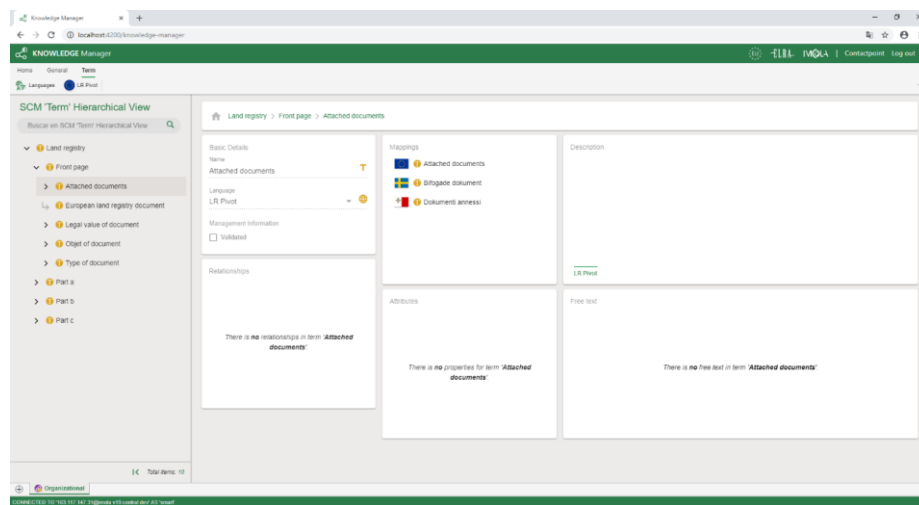 Knowledge Manager
localhost:4200/knowledge-manager
KNOWLEDGE Manager
ELRA IMOLA | Contactpoint Log out
Home General Term
Languages LR Pivot
SCM 'Term' Hierarchical View
Buscar en SCM 'Term' Hierarchical View
Land registry
Front page
Attached documents
European land registry document
Legal value of document
Objet of document
Type of document
Part a
Part b
Part c
Total items: 10
Organizational
Land registry > Front page > Attached documents
Basic Details
Name
Attached documents
Language
LR Pivot
Management Information
Validated
Relationships
There is no relationships in term 'Attached
documents'
Mappings
Attached documents
Bifogade dokument
Dokumenti annessi
Attributes
There is no properties for term 'Attached
documents'.
Description
LR Pivot
Free text
There is no free text in term 'Attached documents'